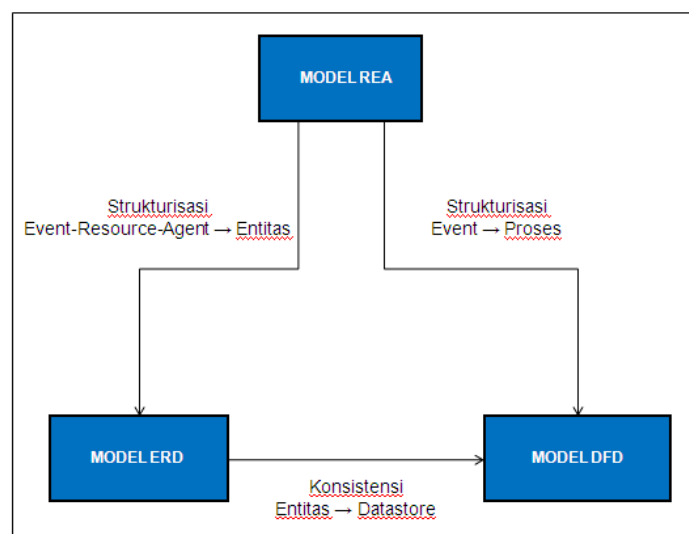 MODEL REA
Strukturisasi
Event-Resource-Agent → Entitas
Strukturisasi
Event → Proses
MODEL ERD
MODEL DFD
Konsistensi
Entitas → Datastore